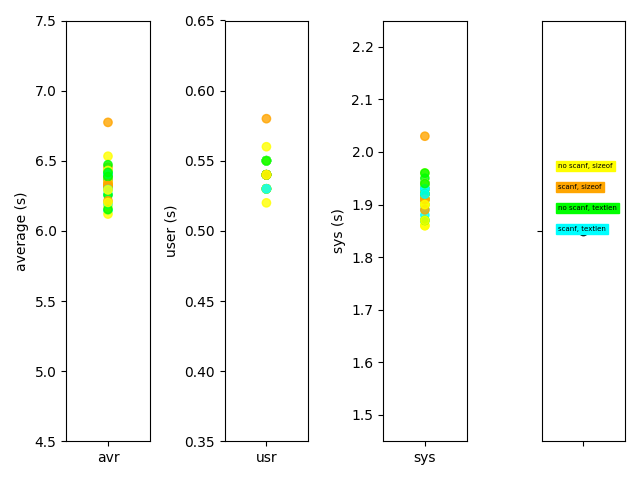 7.5
7.0
6.5
6.0
5.5
5.0
4.5
average (s)
avr
0.65
0.60
0.55
0.50
0.45
0.40
0.35
user (s)
usr
2.2
2.1
2.0
1.9
1.8
1.7
1.6
1.5
sys (s)
sys
no scanf, sizeof
scanf, sizeof
no scanf, textlen
scanf, textlen